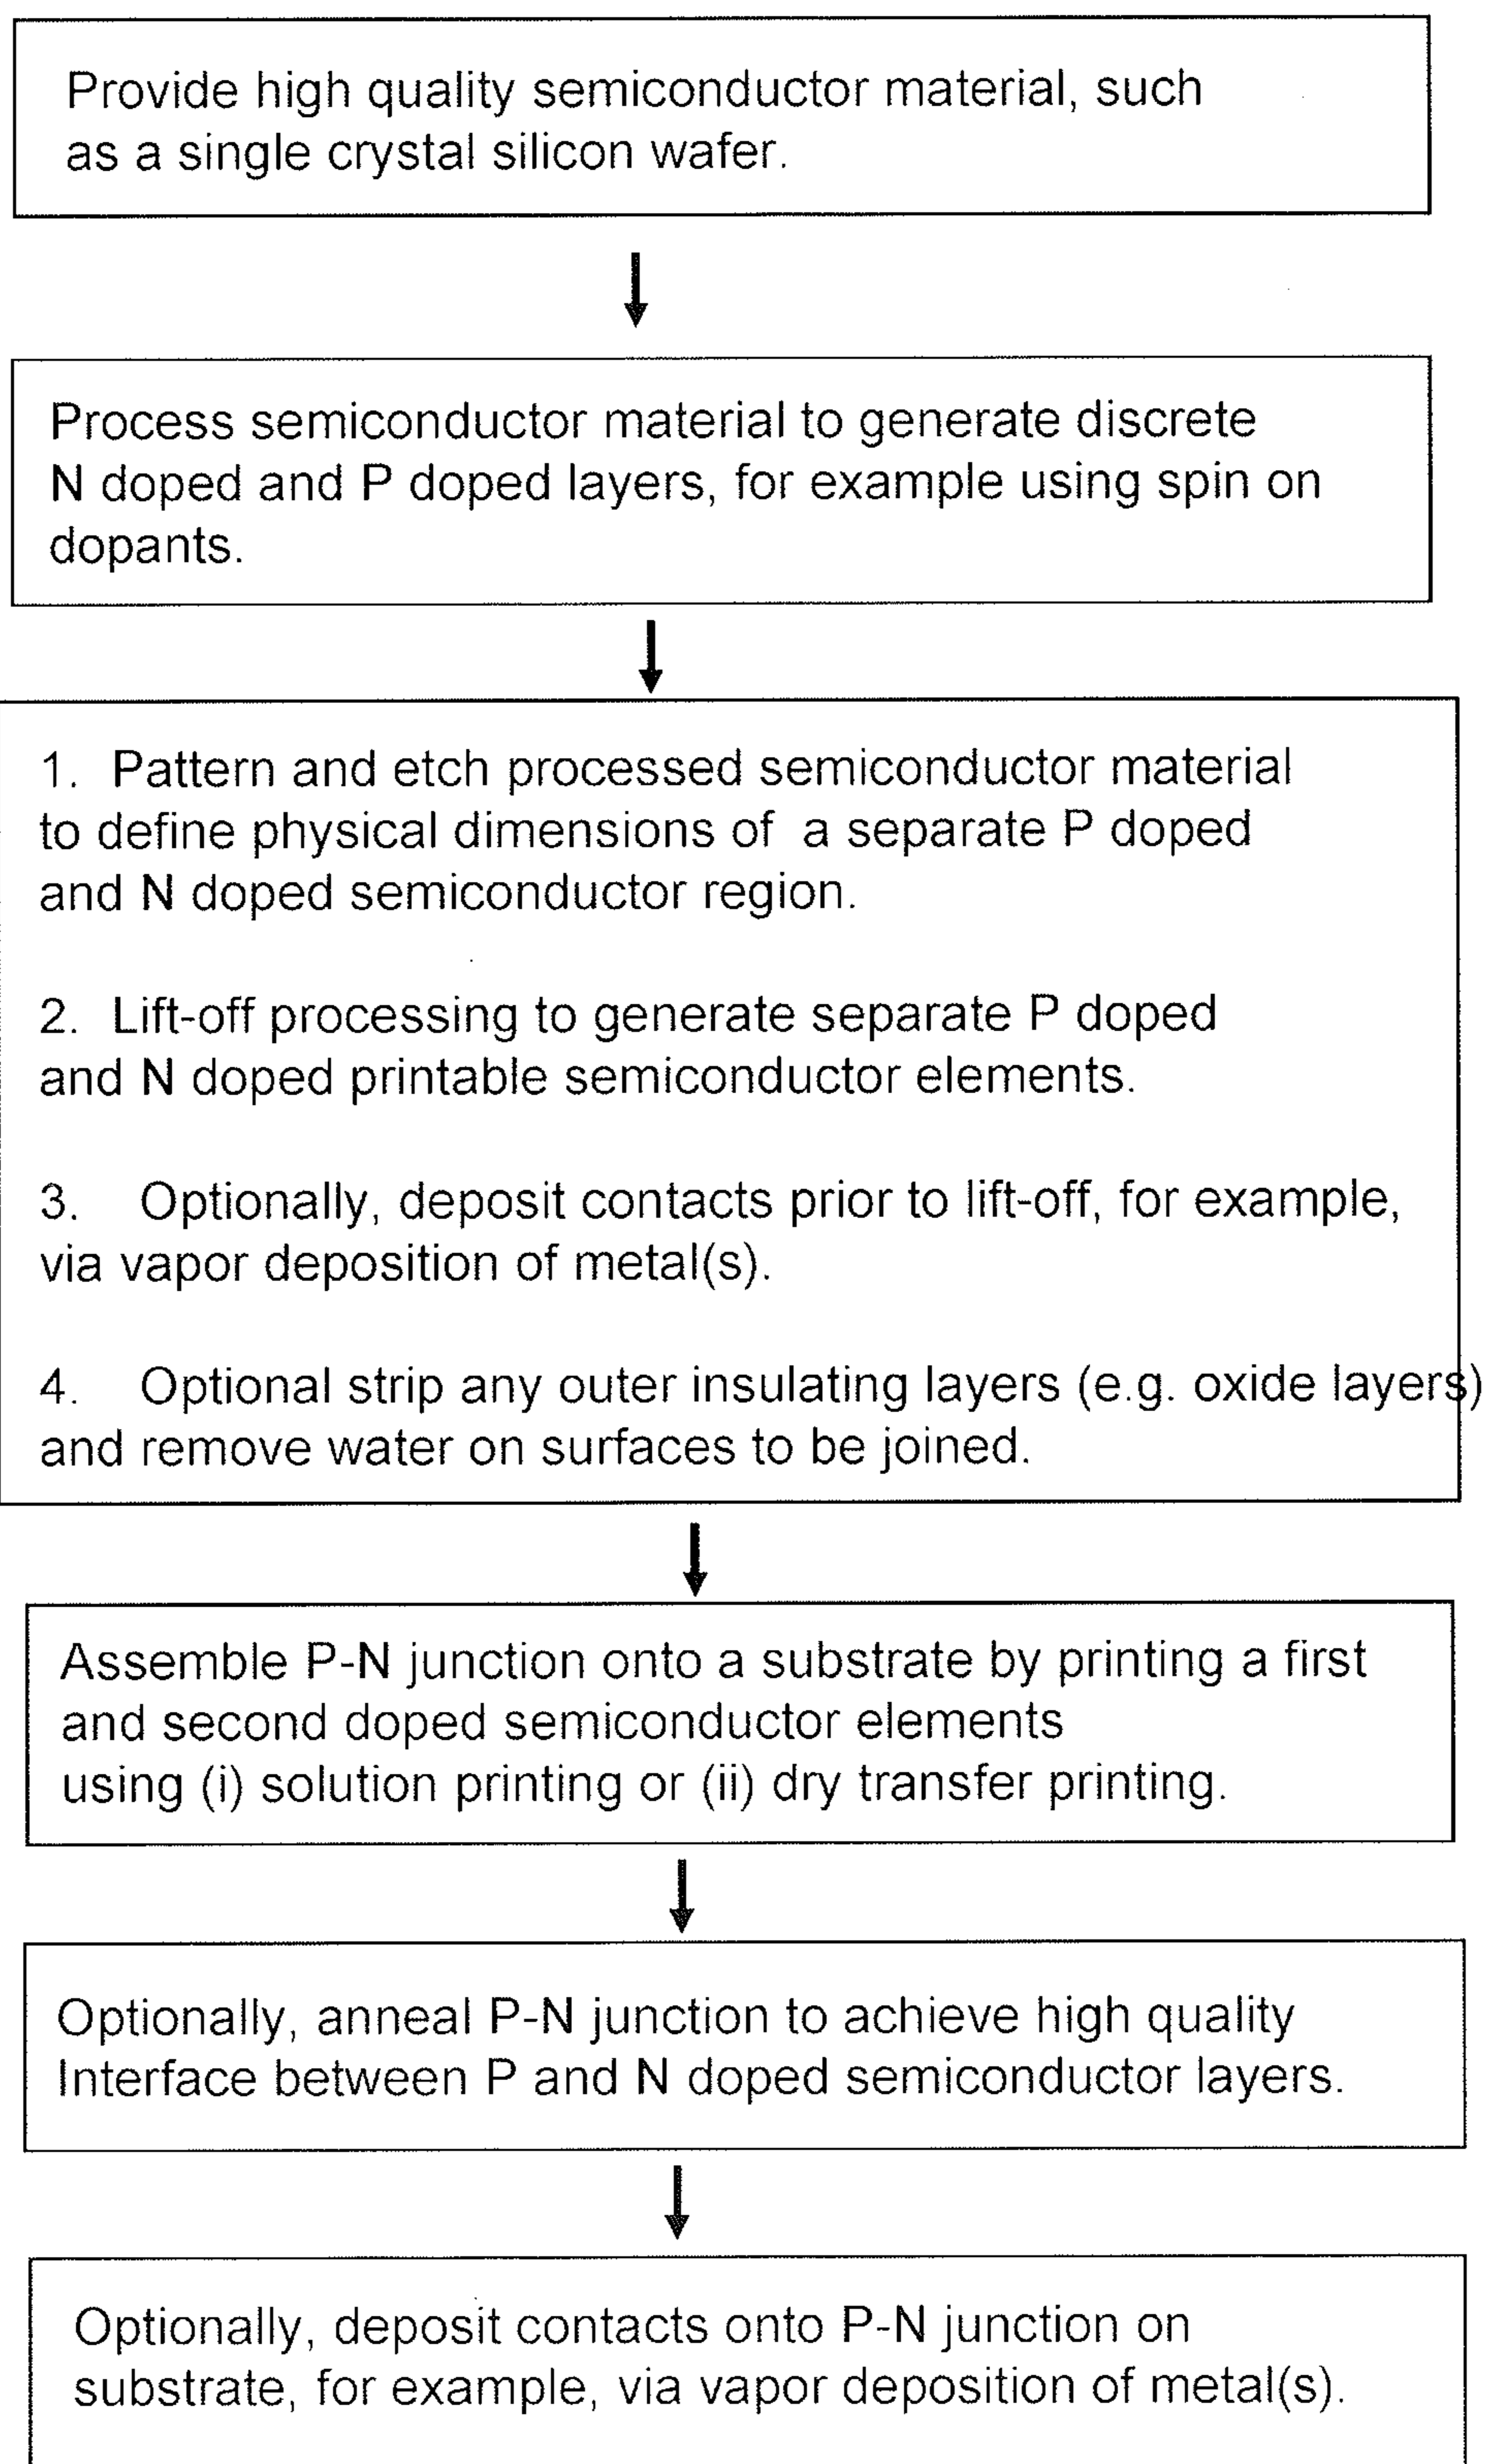 Provide high quality semiconductor material, such
as a single crystal silicon wafer.
Process semiconductor material to generate discrete
N doped and P doped layers, for example using spin on
dopants.
1. Pattern and etch processed semiconductor material
to define physical dimensions of a separate P doped
and N doped semiconductor region.
2. Lift-off processing to generate separate P doped
and N doped printable semiconductor elements.
3. Optionally, deposit contacts prior to lift-off, for example,
via vapor deposition of metal(s).
4. Optional strip any outer insulating layers (e.g. oxide layers)
and remove water on surfaces to be joined.
Assemble P-N junction onto a substrate by printing a first
and second doped semiconductor elements
using (i) solution printing or (ii) dry transfer printing.
Optionally, anneal P-N junction to achieve high quality
Interface between P and N doped semiconductor layers.
Optionally, deposit contacts onto P-N junction on
substrate, for example, via vapor deposition of metal(s).